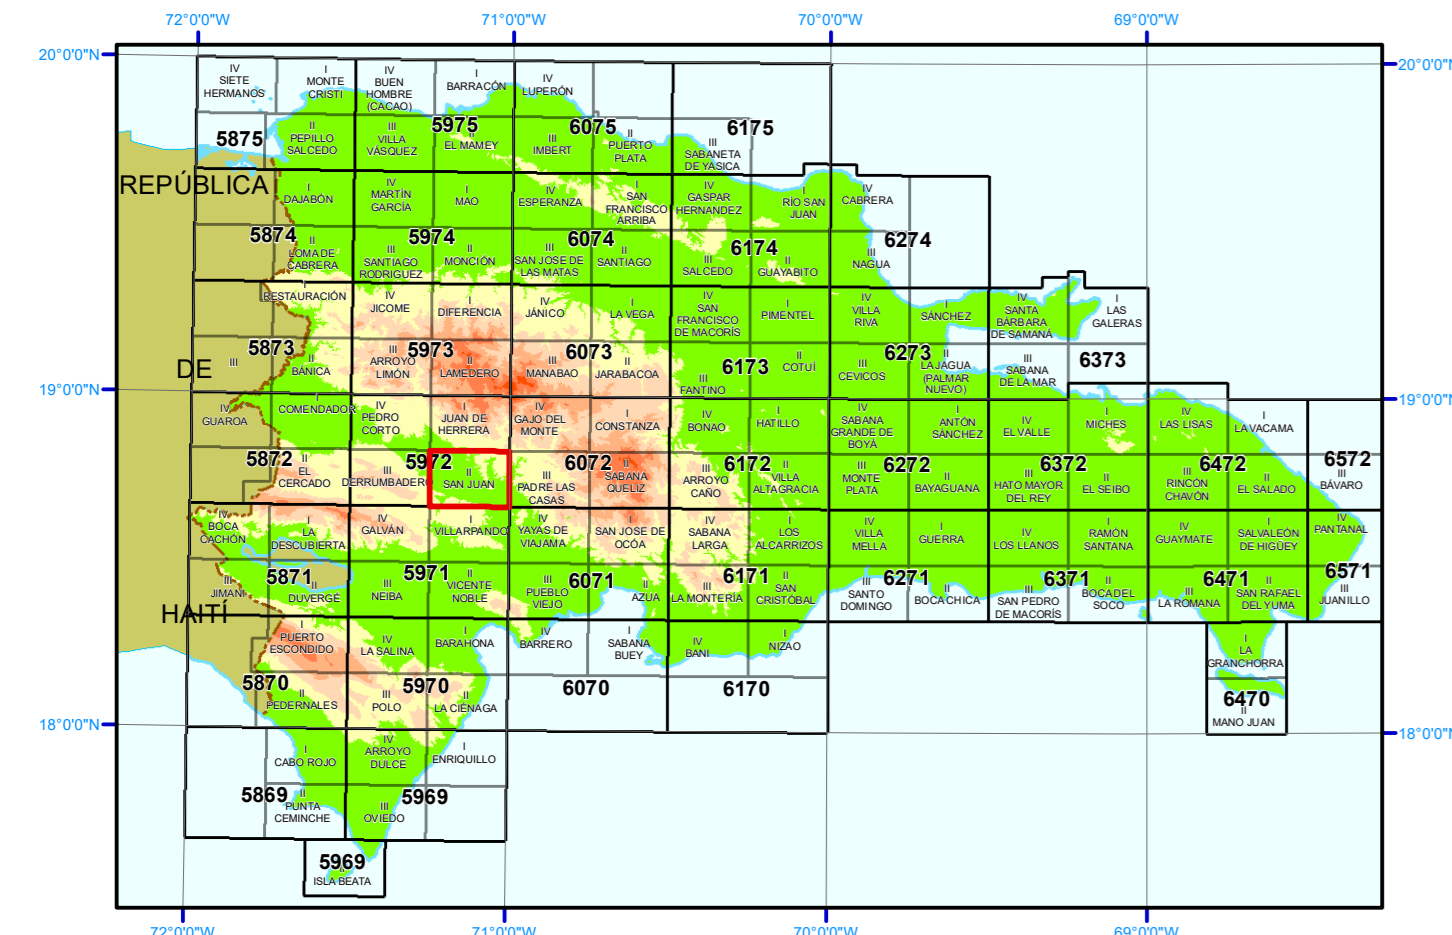 72°0'0"W
71°0'0"W
70°0'0"W
69°0'0"W
20°0'0"N
20°0'0"N
IV
SIETE
HERMANOS
I
MONTE
CRISTI
IV
BUEN
HOMBRE
(CACAO)
I
BARRACÓN
IV
LUPERÓN
5875
II
PEPILLO
SALCEDO
III
VILLA
VÁSQUEZ
5975
II
EL MAMEY
III
IMBERT
6075
II
PUERTO
PLATA
III
SABANETA
DE YASICA
6175
REPÚBLICA
I
DAJABÓN
IV
MARTÍN
GARCÍA
I
MAO
IV
ESPERANZA
I
SAN
FRANCISCO
ARRIBA
IV
GASPAR
HERNANDEZ
I
RÍO SAN
JUAN
IV
CABRERA
5874
II
LOMA DE
CABRERA
III
SANTIAGO
RODRIGUEZ
5974
II
MONCIÓN
III
SAN JOSE DE
LAS MATAS
6074
II
SANTIAGO
III
SALCEDO
6174
II
GUAYABITO
III
NAGUA
6274
I
RESTAURACIÓN
IV
JICOME
I
DIFERENCIA
IV
JÁNICO
I
LA VEGA
IV
SAN
FRANCISCO
DE MACORÍS
I
PIMENTEL
IV
VILLA
RIVA
I
SÁNCHEZ
IV
SANTA
BÁRBARA
DE SAMANÁ
I
LAS
GALERAS
DE
III
5873
II
BÁNICA
III
ARROYO
LIMÓN
5973
II
LAMEDERO
III
MANABAO
6073
II
JARABACOA
III
FANTINO
6173
II
COTUÍ
III
CEVICOS
6273
II
LA JAGUA
(PALMAR
NUEVO)
III
SABANA
DE LA MAR
6373
19°0'0"N
19°0'0"N
IV
GUAROA
I
COMENDADOR
IV
PEDRO
CORTO
I
JUAN DE
HERRERA
IV
GAJO DEL
MONTE
I
CONSTANZA
IV
BONAO
I
HATILLO
IV
SABANA
GRANDE DE
BOYÁ
I
ANTÓN
SÁNCHEZ
IV
EL VALLE
I
MICHES
IV
LAS LISAS
I
LA VACAMA
5872
II
EL
CERCADO
III
DERRUMBADERO
5972
II
SAN JUAN
III
PADRE LAS
CASAS
6072
II
SABANA
QUELIZ
III
ARROYO
CAÑO
6172
II
VILLA
ALTAGRACIA
III
MONTE
PLATA
6272
II
BAYAGUANA
III
HATO MAYOR
DEL REY
6372
II
EL SEIBO
III
RINCÓN
CHAVÓN
6472
II
EL SALADO
6572
III
BÁVARO
IV
BOCA
CACHÓN
I
LA
DESCUBIERTA
IV
GALVÁN
I
VILLARPANDO
IV
YAYAS DE
VIAJAMA
I
SAN JOSE DE
OCÓA
IV
SABANA
LARGA
I
LOS
ALCARRIZOS
IV
VILLA
MELLA
I
GUERRA
IV
LOS LLANOS
I
RAMÓN
SANTANA
IV
GUAYMATE
I
SALVALEÓN
DE HIGÜEY
IV
PANTANAL
III
JIMANÍ
5871
II
DUVERGÉ
III
NEIBA
5971
II
VICENTE
NOBLE
III
PUEBLO
VIEJO
6071
II
AZUA
III
LA MONTERÍA
6171
II
SAN
CRISTÓBAL
III
SANTO
DOMINGO
6271
II
BOCA CHICA
III
SAN PEDRO
DE MACORÍS
6371
II
BOCA DEL
SOCO
III
LA ROMANA
6471
II
SAN RAFAEL
DEL YUMA
6571
III
JUANILLO
HAITÍ
I
PUERTO
ESCONDIDO
IV
LA SALINA
I
BARAHONA
IV
BARRERO
I
SABANA
BUEY
IV
BANI
I
NIZAO
I
LA
GRANCHORRA
5870
II
PEDERNALES
III
POLO
5970
II
LA CIÉNAGA
6070
6170
6470
II
MANO JUAN
18°0'0"N
18°0'0"N
I
CABO ROJO
IV
ARROYO
DULCE
I
ENRIQUILLO
5869
II
PUNTA
CEMINCHE
III
OVIEDO
5969
5969
ISLA BEATA
72°0'0"W
71°0'0"W
70°0'0"W
69°0'0"W